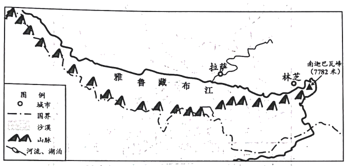 南迦巴瓦峰
(7782米)
拉萨
林芝
雅鲁藏布江
图例
城市
国界
沙漠
山脉
河流、湖泊